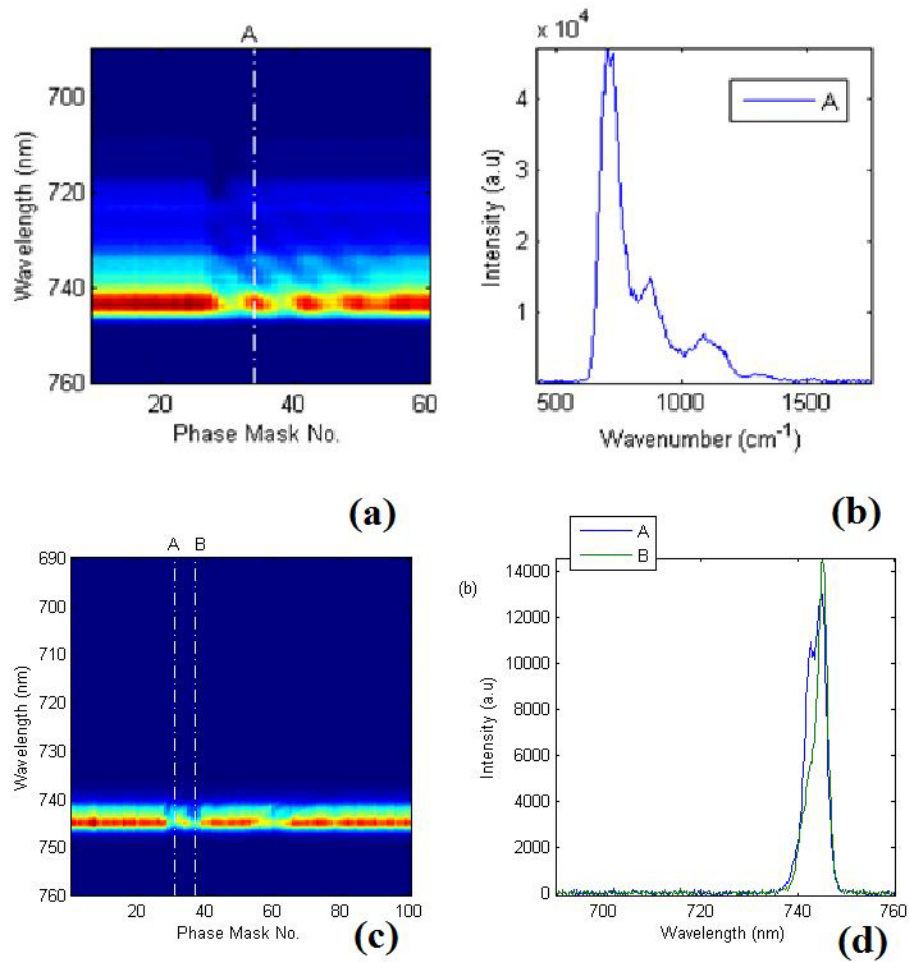 A
700
720
740
760
Wavelength (nm)
20
40
60
Phase Mask No.
(a)
x 10⁴
4
3
2
1
Intensity (a.u)
A
500
1000
1500
Wavenumber (cm⁻¹)
(b)
A B
690
700
710
720
730
740
750
760
Wavelength (nm)
20
40
60
80
100
Phase Mask No.
(c)
A
B
(b)
14000
12000
10000
8000
6000
4000
2000
0
Intensity (a.u)
700
720
740
760
Wavelength (nm)
(d)